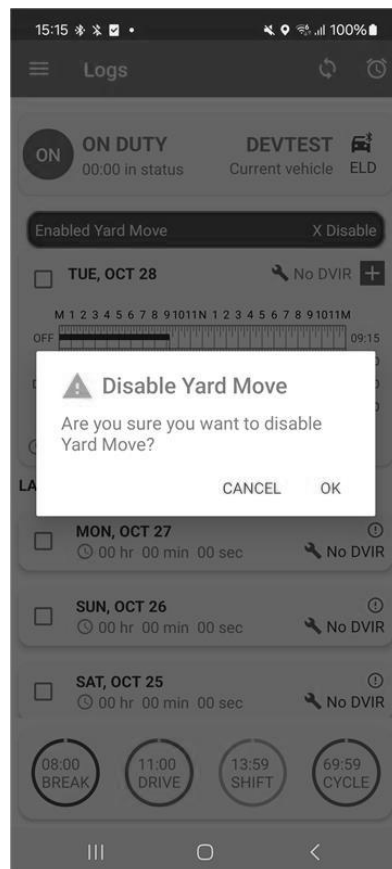 15:15
100%
Logs
ON
ON DUTY
00:00 in status
DEVTEST
Current vehicle
ELD
Enabled Yard Move X Disable
TUE, OCT 28 No DVIR
M 1 2 3 4 5 6 7 8 9 10 11 N 1 2 3 4 5 6 7 8 9 10 11 M
OFF 09:15
Disable Yard Move
Are you sure you want to disable
Yard Move?
CANCEL OK
LA
MON, OCT 27
00 hr 00 min 00 sec No DVIR
SUN, OCT 26
00 hr 00 min 00 sec No DVIR
SAT, OCT 25
00 hr 00 min 00 sec No DVIR
08:00 11:00 13:59 69:59
BREAK DRIVE SHIFT CYCLE